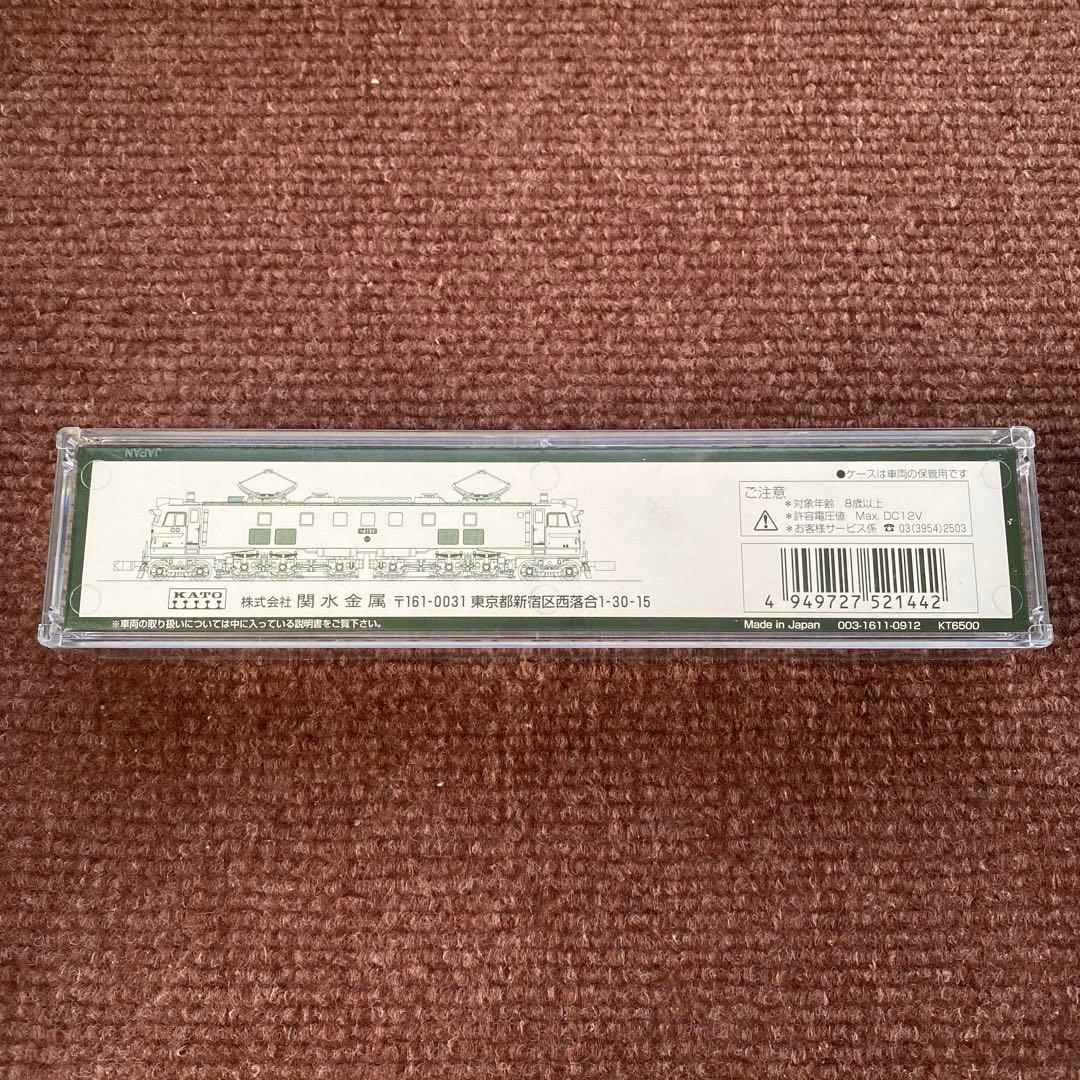 JAPAN
●ケースは車両の保管用です
ご注意
＊対象年齢 8歳以上
＊許容電圧値 Max. DC12V
＊お客様サービス係 ☎ 03(3954)2503
4 949727 521442
KATO
株式会社 関水金属 〒161-0031 東京都新宿区西落合1-30-15
※車両の取り扱いについては中に入っている説明書をご覧下さい。
Made in Japan 003-1611-0912 KT6500